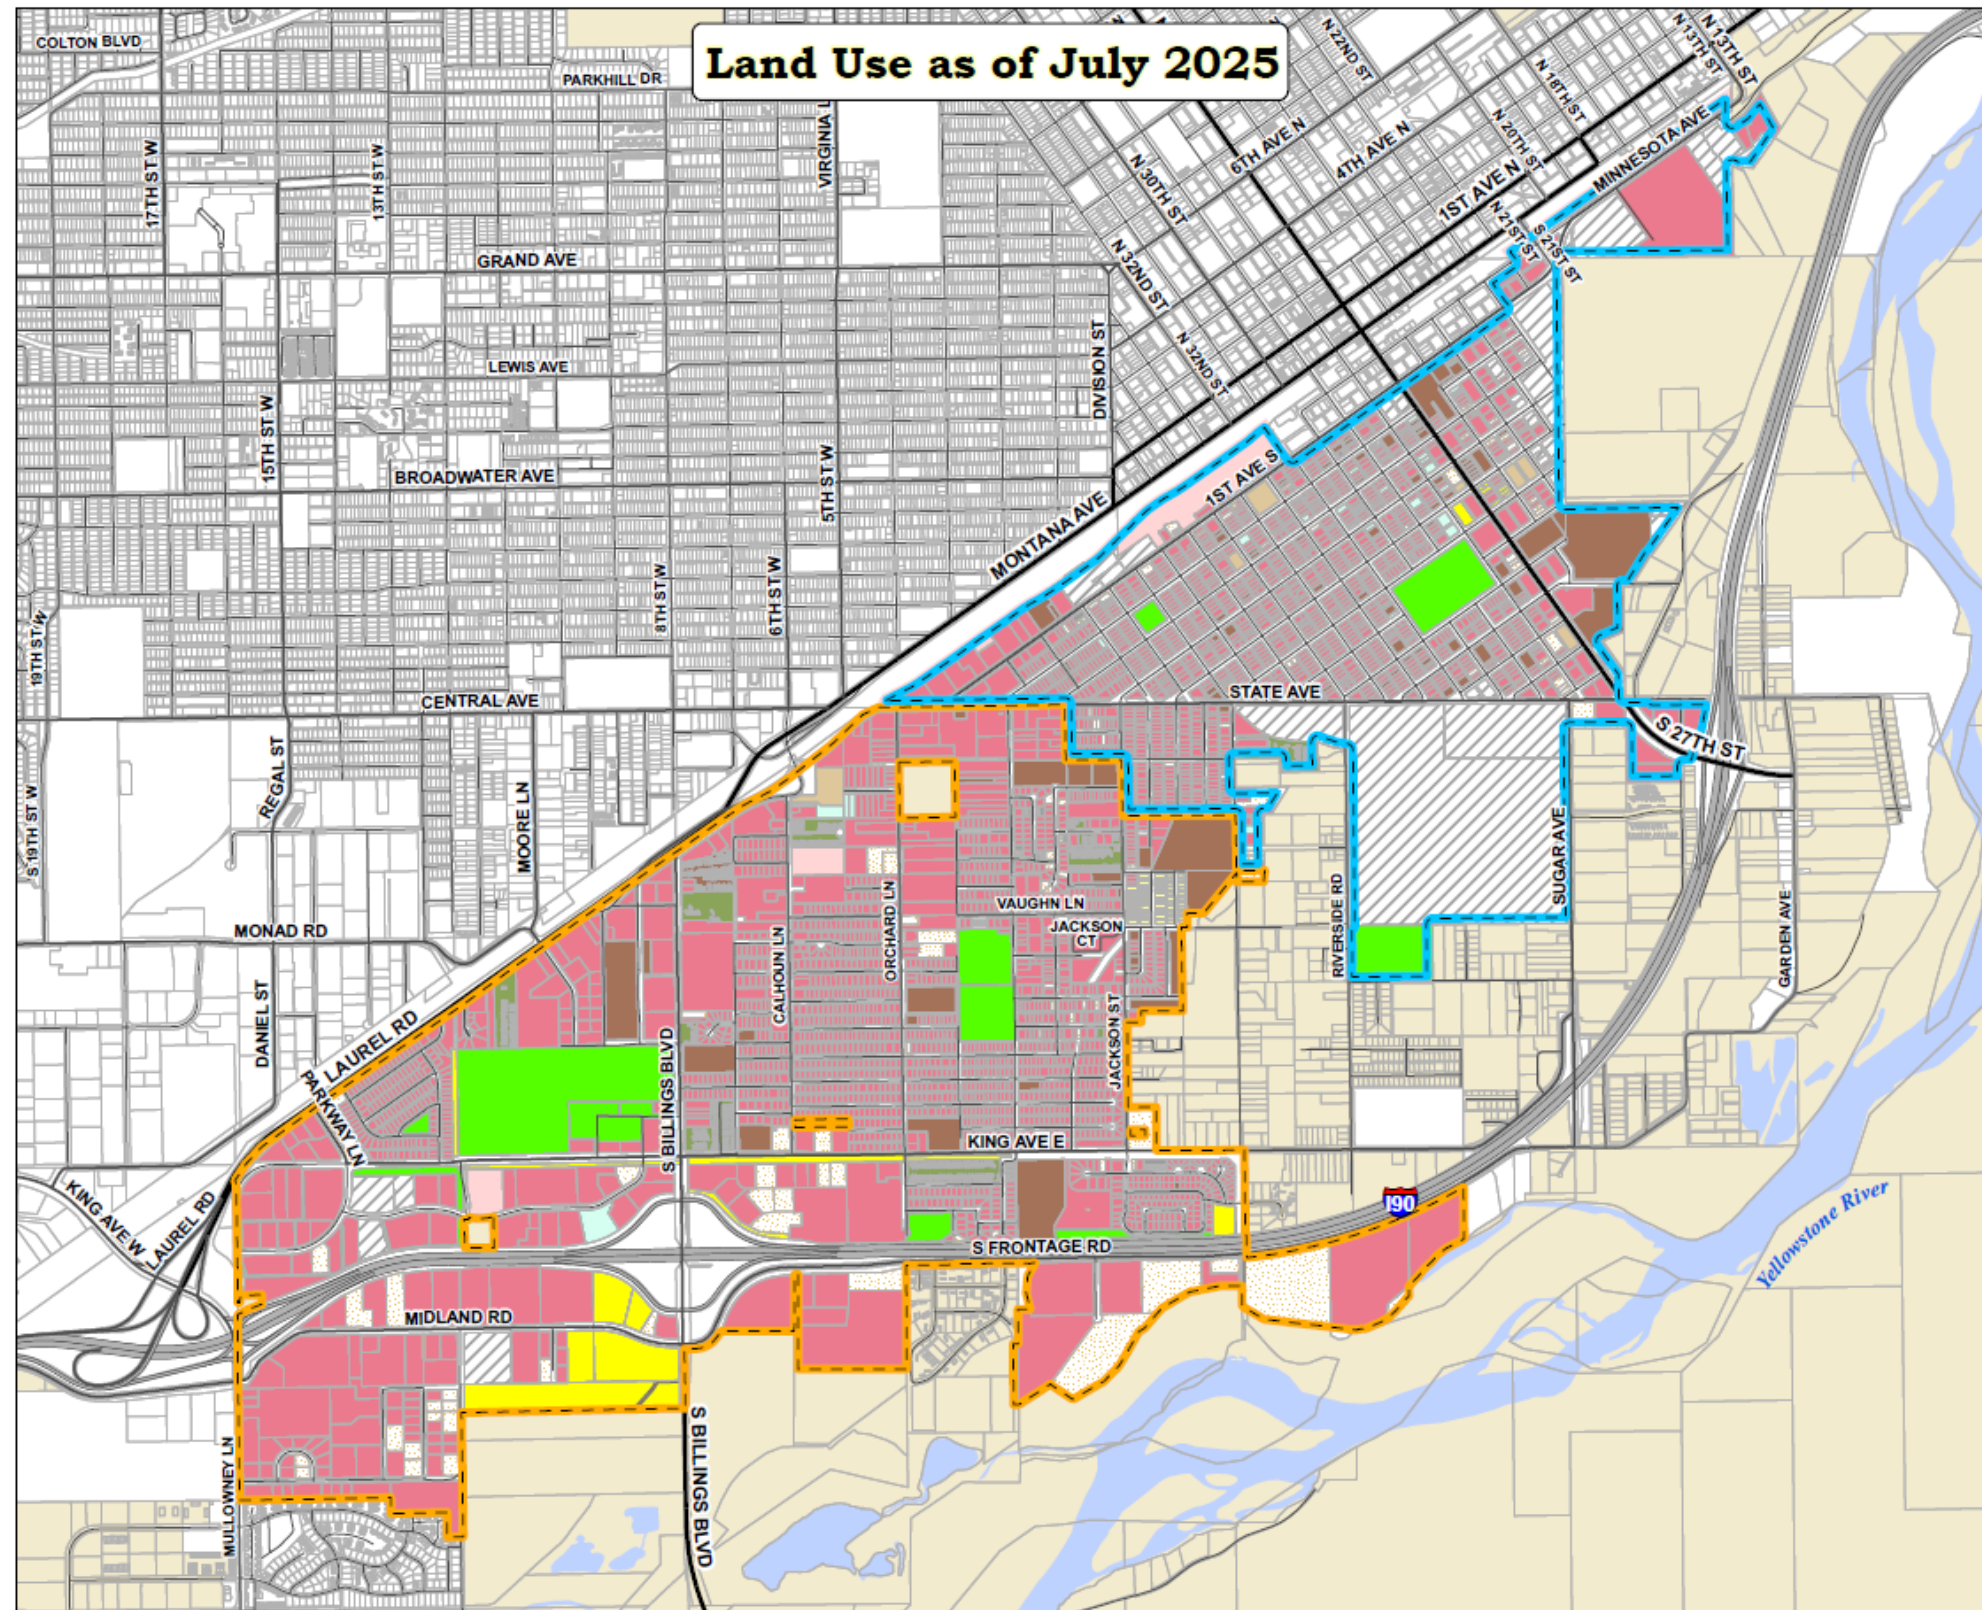 Land Use as of July 2025
COLTON BLVD
PARKHILL DR
N 22ND ST
N 13TH ST
N 13TH ST
N 18TH ST
17TH ST W
13TH ST W
VIRGINIA L
6TH AVE N
4TH AVE N
N 20TH ST
MINNESOTA AVE
N 30TH ST
1ST AVE N
N 21ST ST
S 21ST ST
GRAND AVE
N 32ND ST
N 32ND ST
LEWIS AVE
DIVISION ST
15TH ST W
BROADWATER AVE
5TH ST W
1ST AVE S
MONTANA AVE
8TH ST W
6TH ST W
19TH ST W
CENTRAL AVE
STATE AVE
S 27TH ST
REGAL ST
S 19TH ST W
MOORE LN
SUGAR AVE
VAUGHN LN
ORCHARD LN
RIVERSIDE RD
MONAD RD
JACKSON
CT
CALHOUN LN
GARDEN AVE
DANIEL ST
LAUREL RD
S BILLINGS BLVD
JACKSON ST
PARKWAY LN
KING AVE E
KING AVE W
LAUREL RD
I90
S FRONTAGE RD
Yellowstone River
MIDLAND RD
MULLOWNEY LN
S BILLINGS BLVD